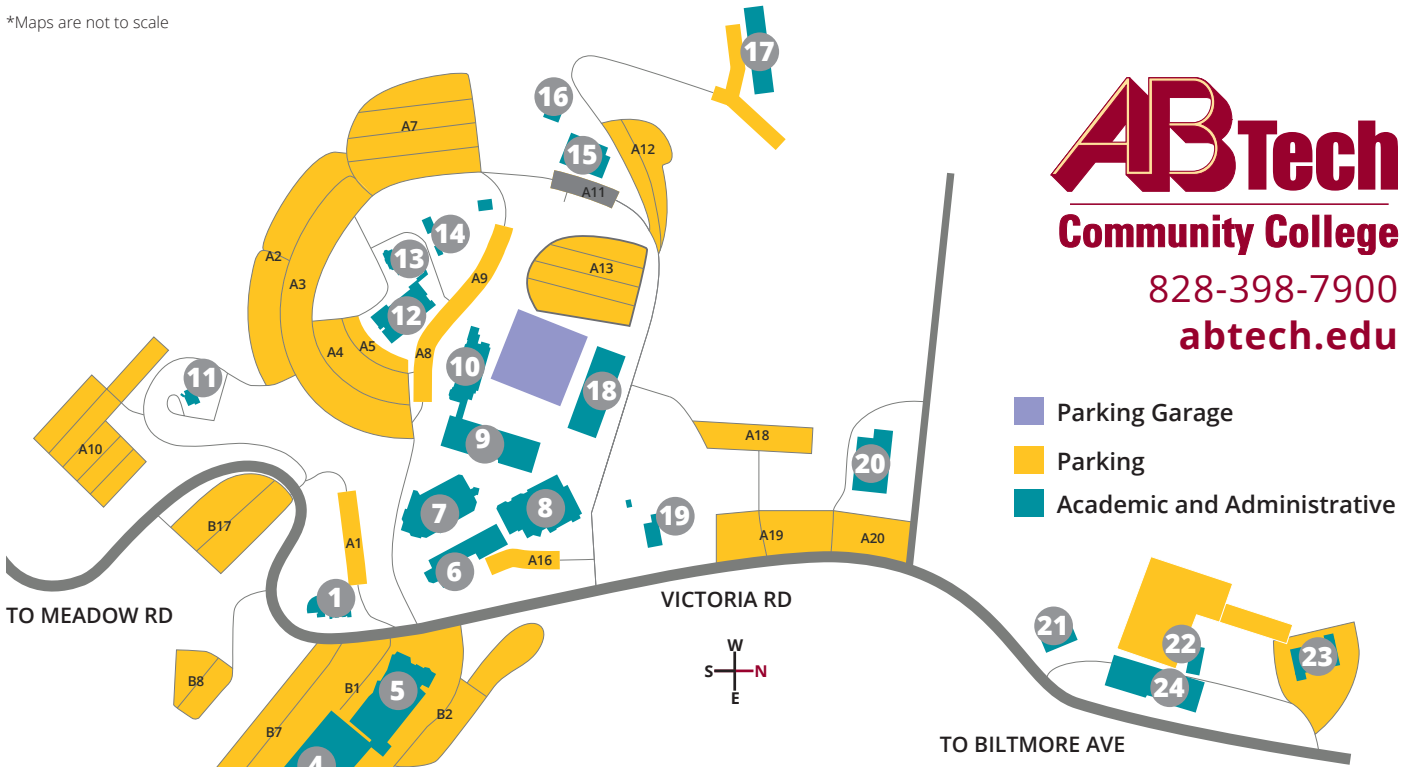 *Maps are not to scale
17
16
A7
15
A12
A11
14
13
A2
A3
A9
A13
12
A4
A5
A8
10
18
11
A10
9
A18
20
7
8
19
B17
A1
A16
A19
A20
6
1
TO MEADOW RD
VICTORIA RD
W
S
N
E
B8
B1
5
B2
B7
4
21
22
23
24
TO BILTMORE AVE
AB Tech
Community College
828-398-7900
abtech.edu
Parking Garage
Parking
Academic and Administrative